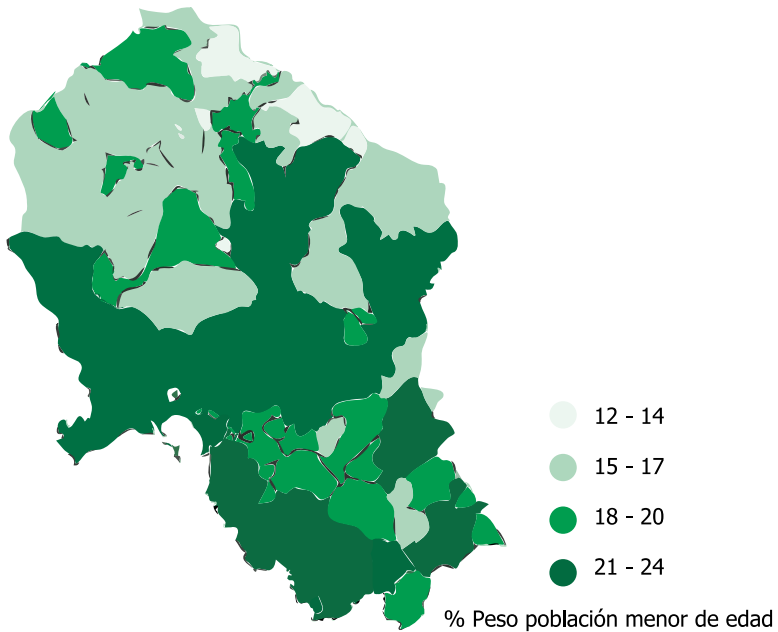 12 - 14
15 - 17
18 - 20
21 - 24
% Peso población menor de edad